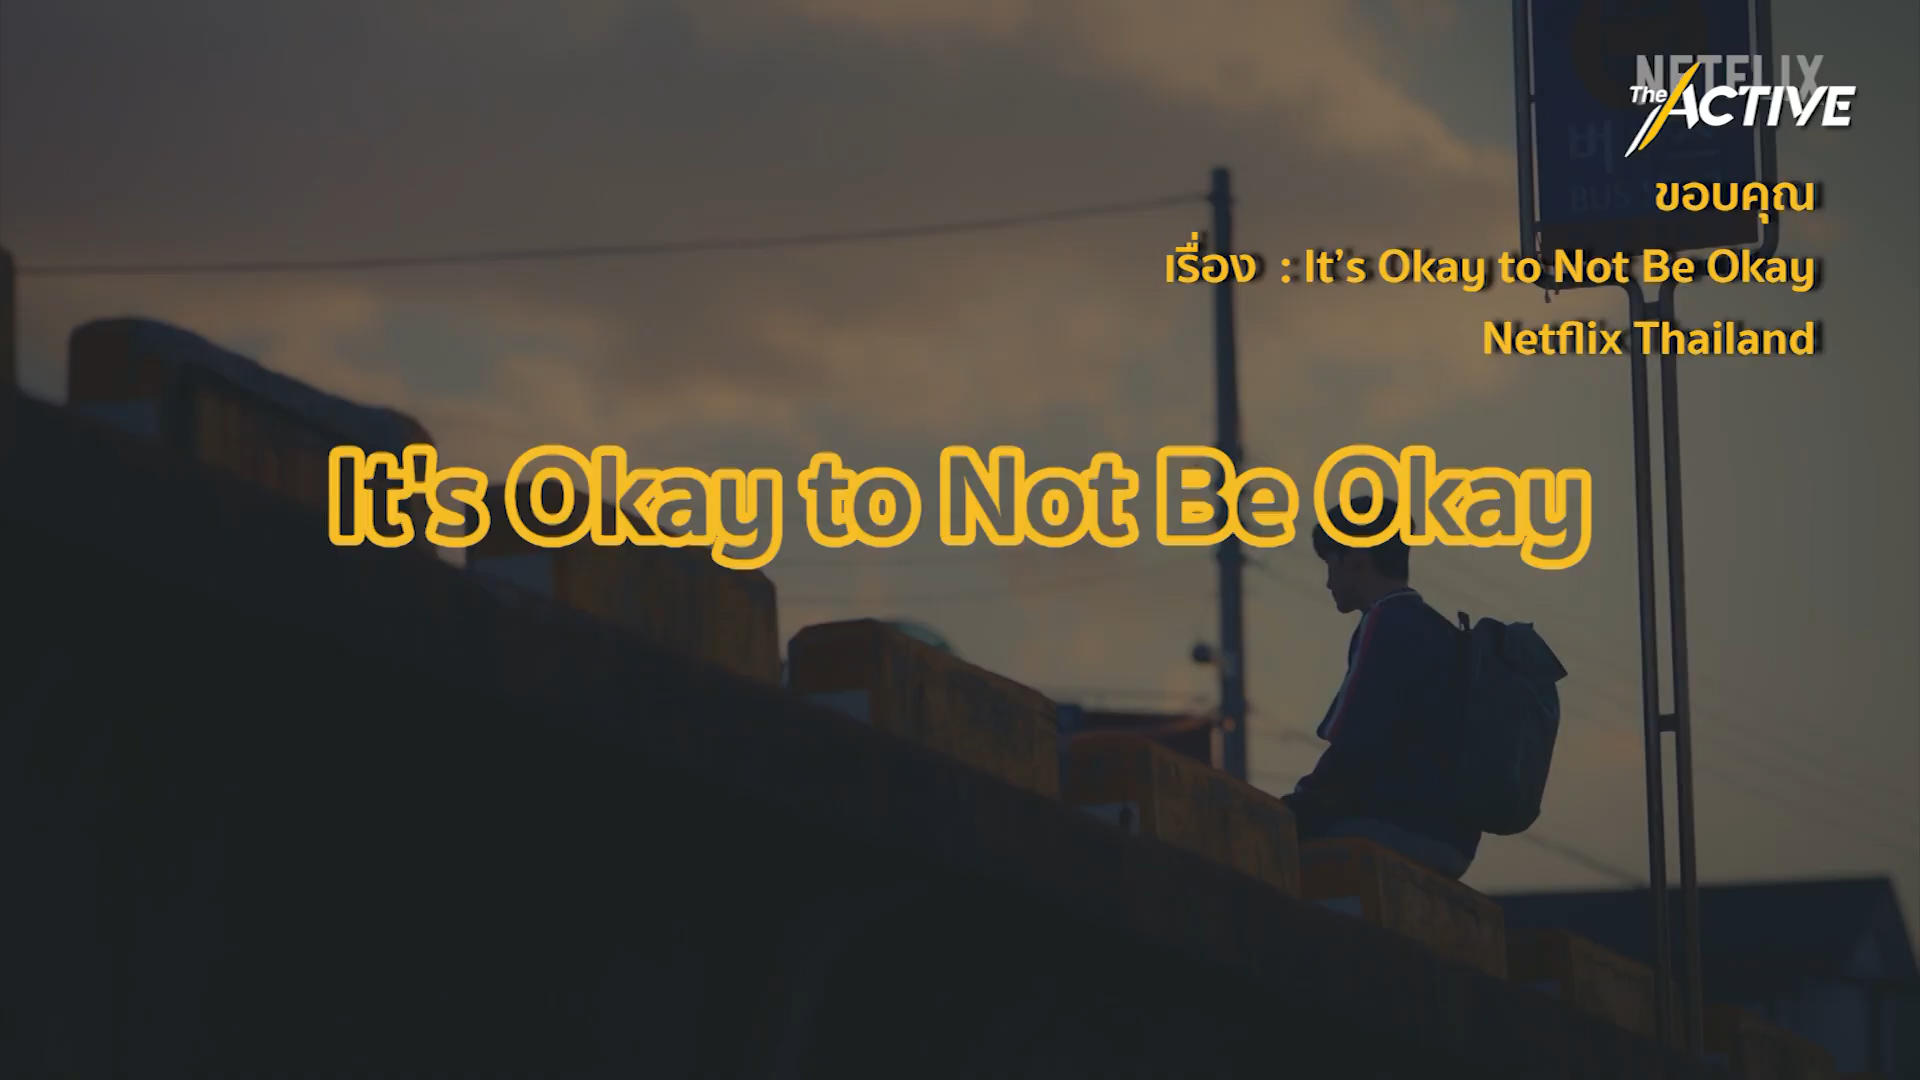 NETFLIX
The ACTIVE
ขอบคุณ
เรื่อง : It’s Okay to Not Be Okay
Netflix Thailand
It's Okay to Not Be Okay